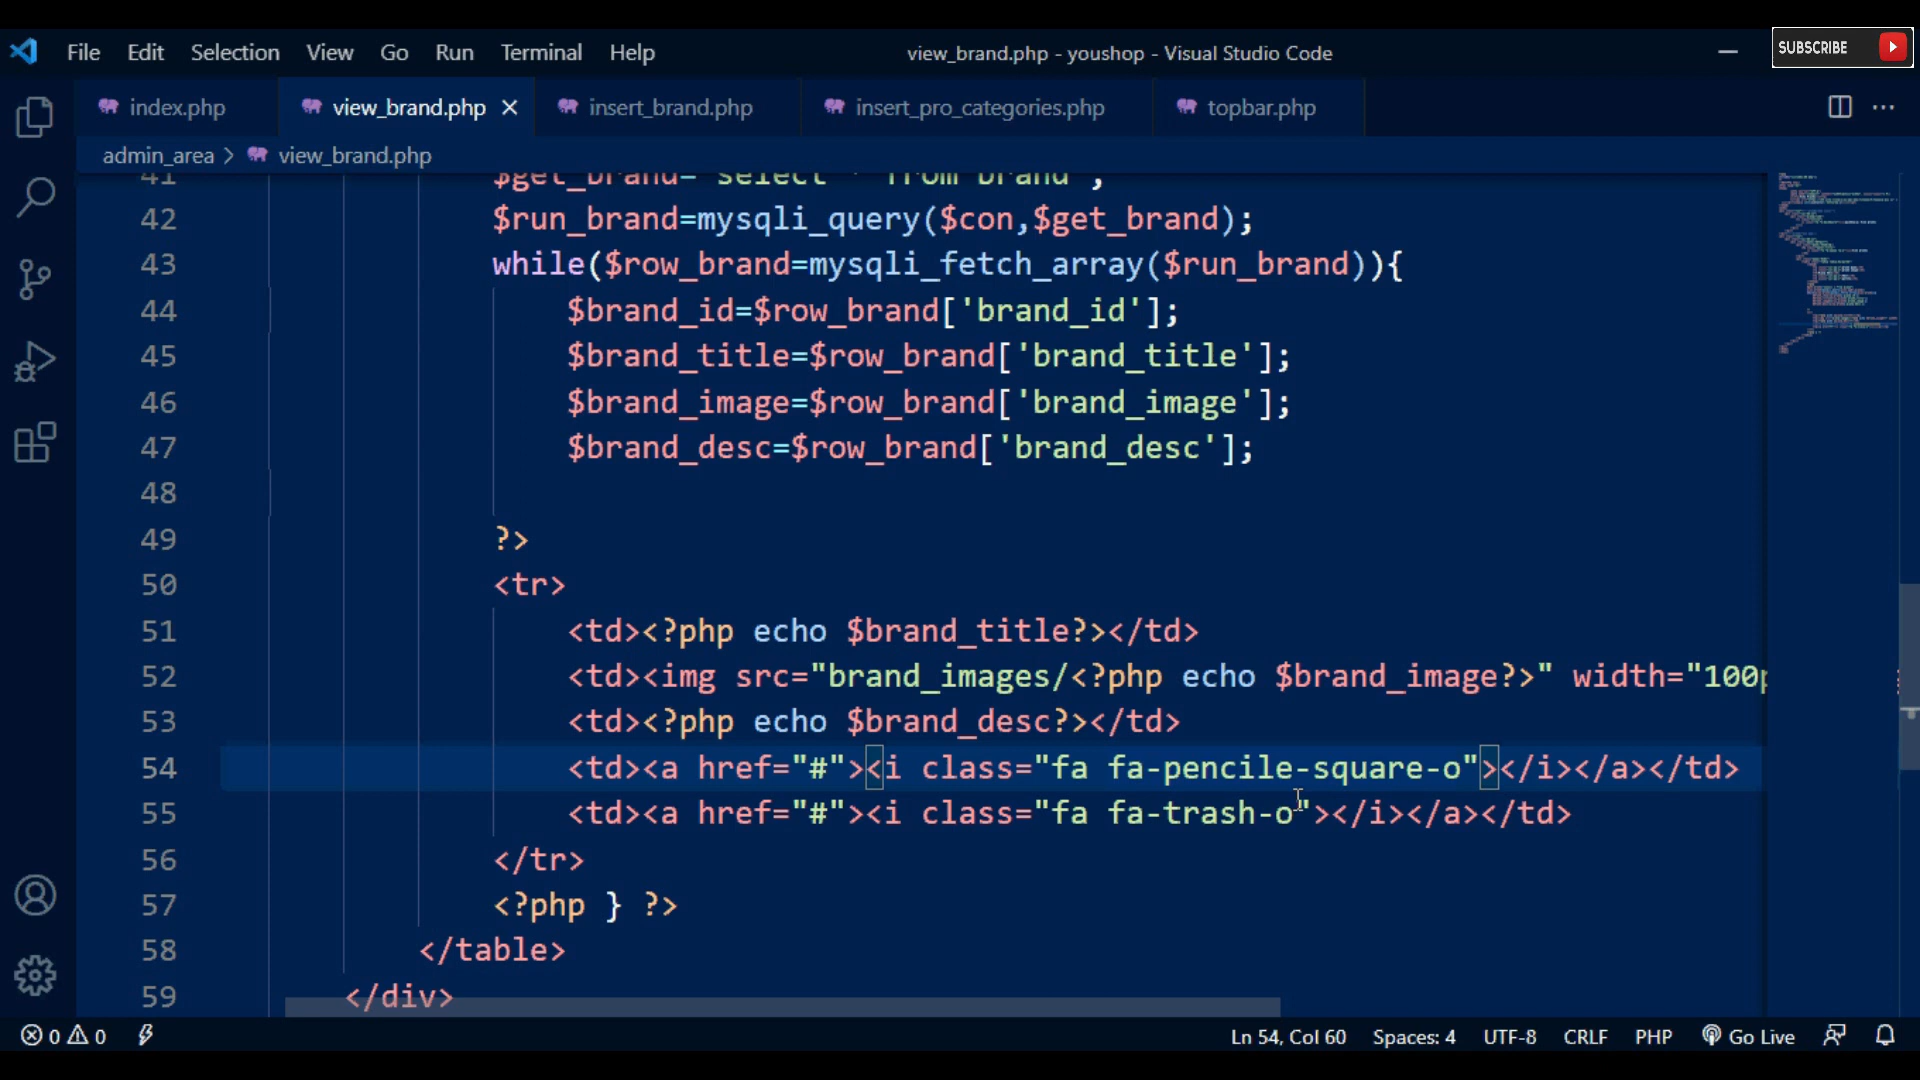 File Edit Selection View Go Run Terminal Help view_brand.php - youshop - Visual Studio Code SUBSCRIBE
index.php view_brand.php insert_brand.php insert_pro_categories.php topbar.php
admin_area > view_brand.php
41 $get_brand="select * from brand";
42 $run_brand=mysqli_query($con,$get_brand);
43 while($row_brand=mysqli_fetch_array($run_brand)){
44 $brand_id=$row_brand['brand_id'];
45 $brand_title=$row_brand['brand_title'];
46 $brand_image=$row_brand['brand_image'];
47 $brand_desc=$row_brand['brand_desc'];
48
49 ?>
50 <tr>
51 <td><?php echo $brand_title?></td>
52 <td><img src="brand_images/<?php echo $brand_image?>" width="100p
53 <td><?php echo $brand_desc?></td>
54 <td><a href="#"><i class="fa fa-pencile-square-o"></i></a></td>
55 <td><a href="#"><i class="fa fa-trash-o"></i></a></td>
56 </tr>
57 <?php } ?>
58 </table>
59 </div>
0 0 Ln 54, Col 60 Spaces: 4 UTF-8 CRLF PHP Go Live